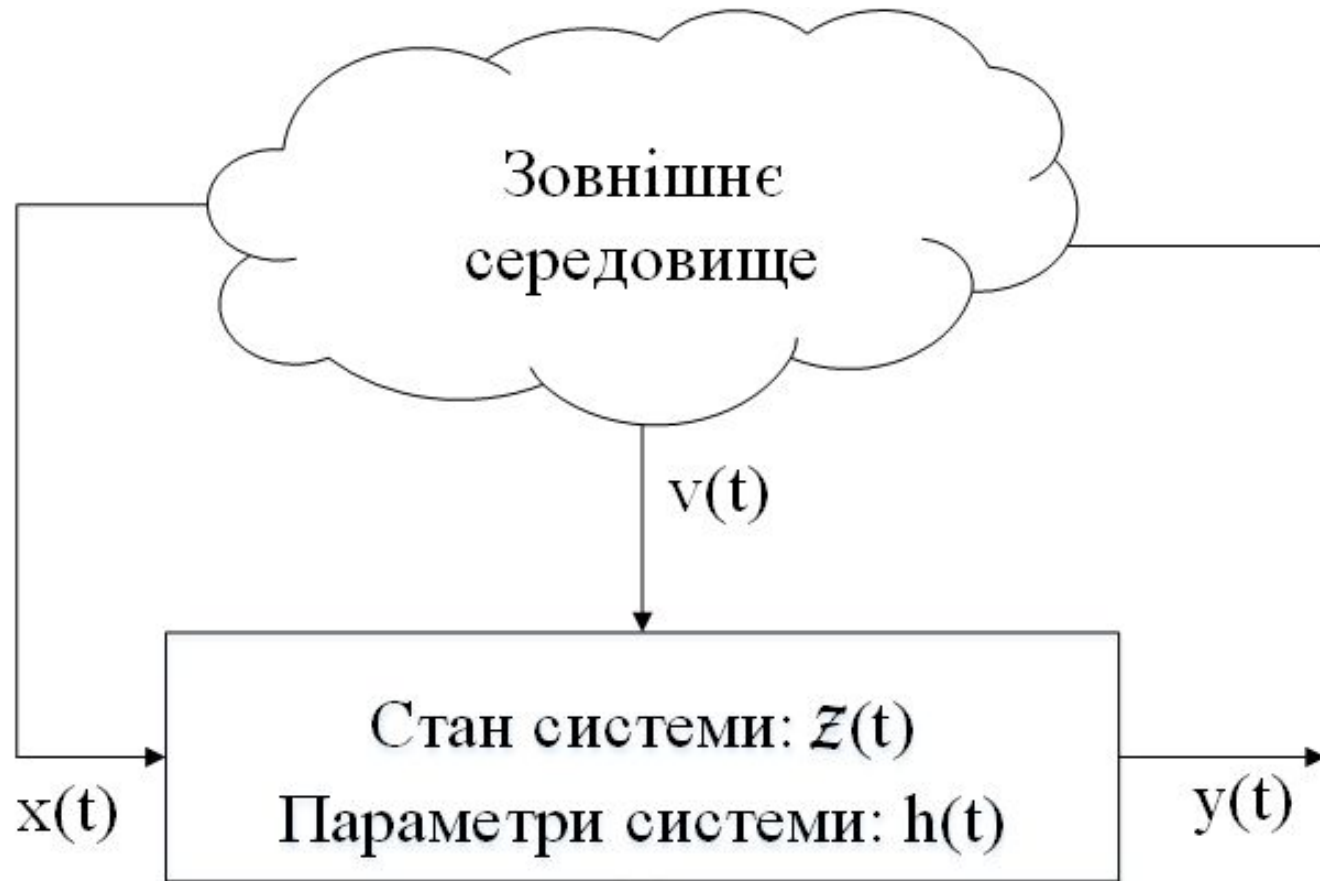 Зовнішнє
середовище
v(t)
Стан системи: z(t)
Параметри системи: h(t)
x(t)
y(t)